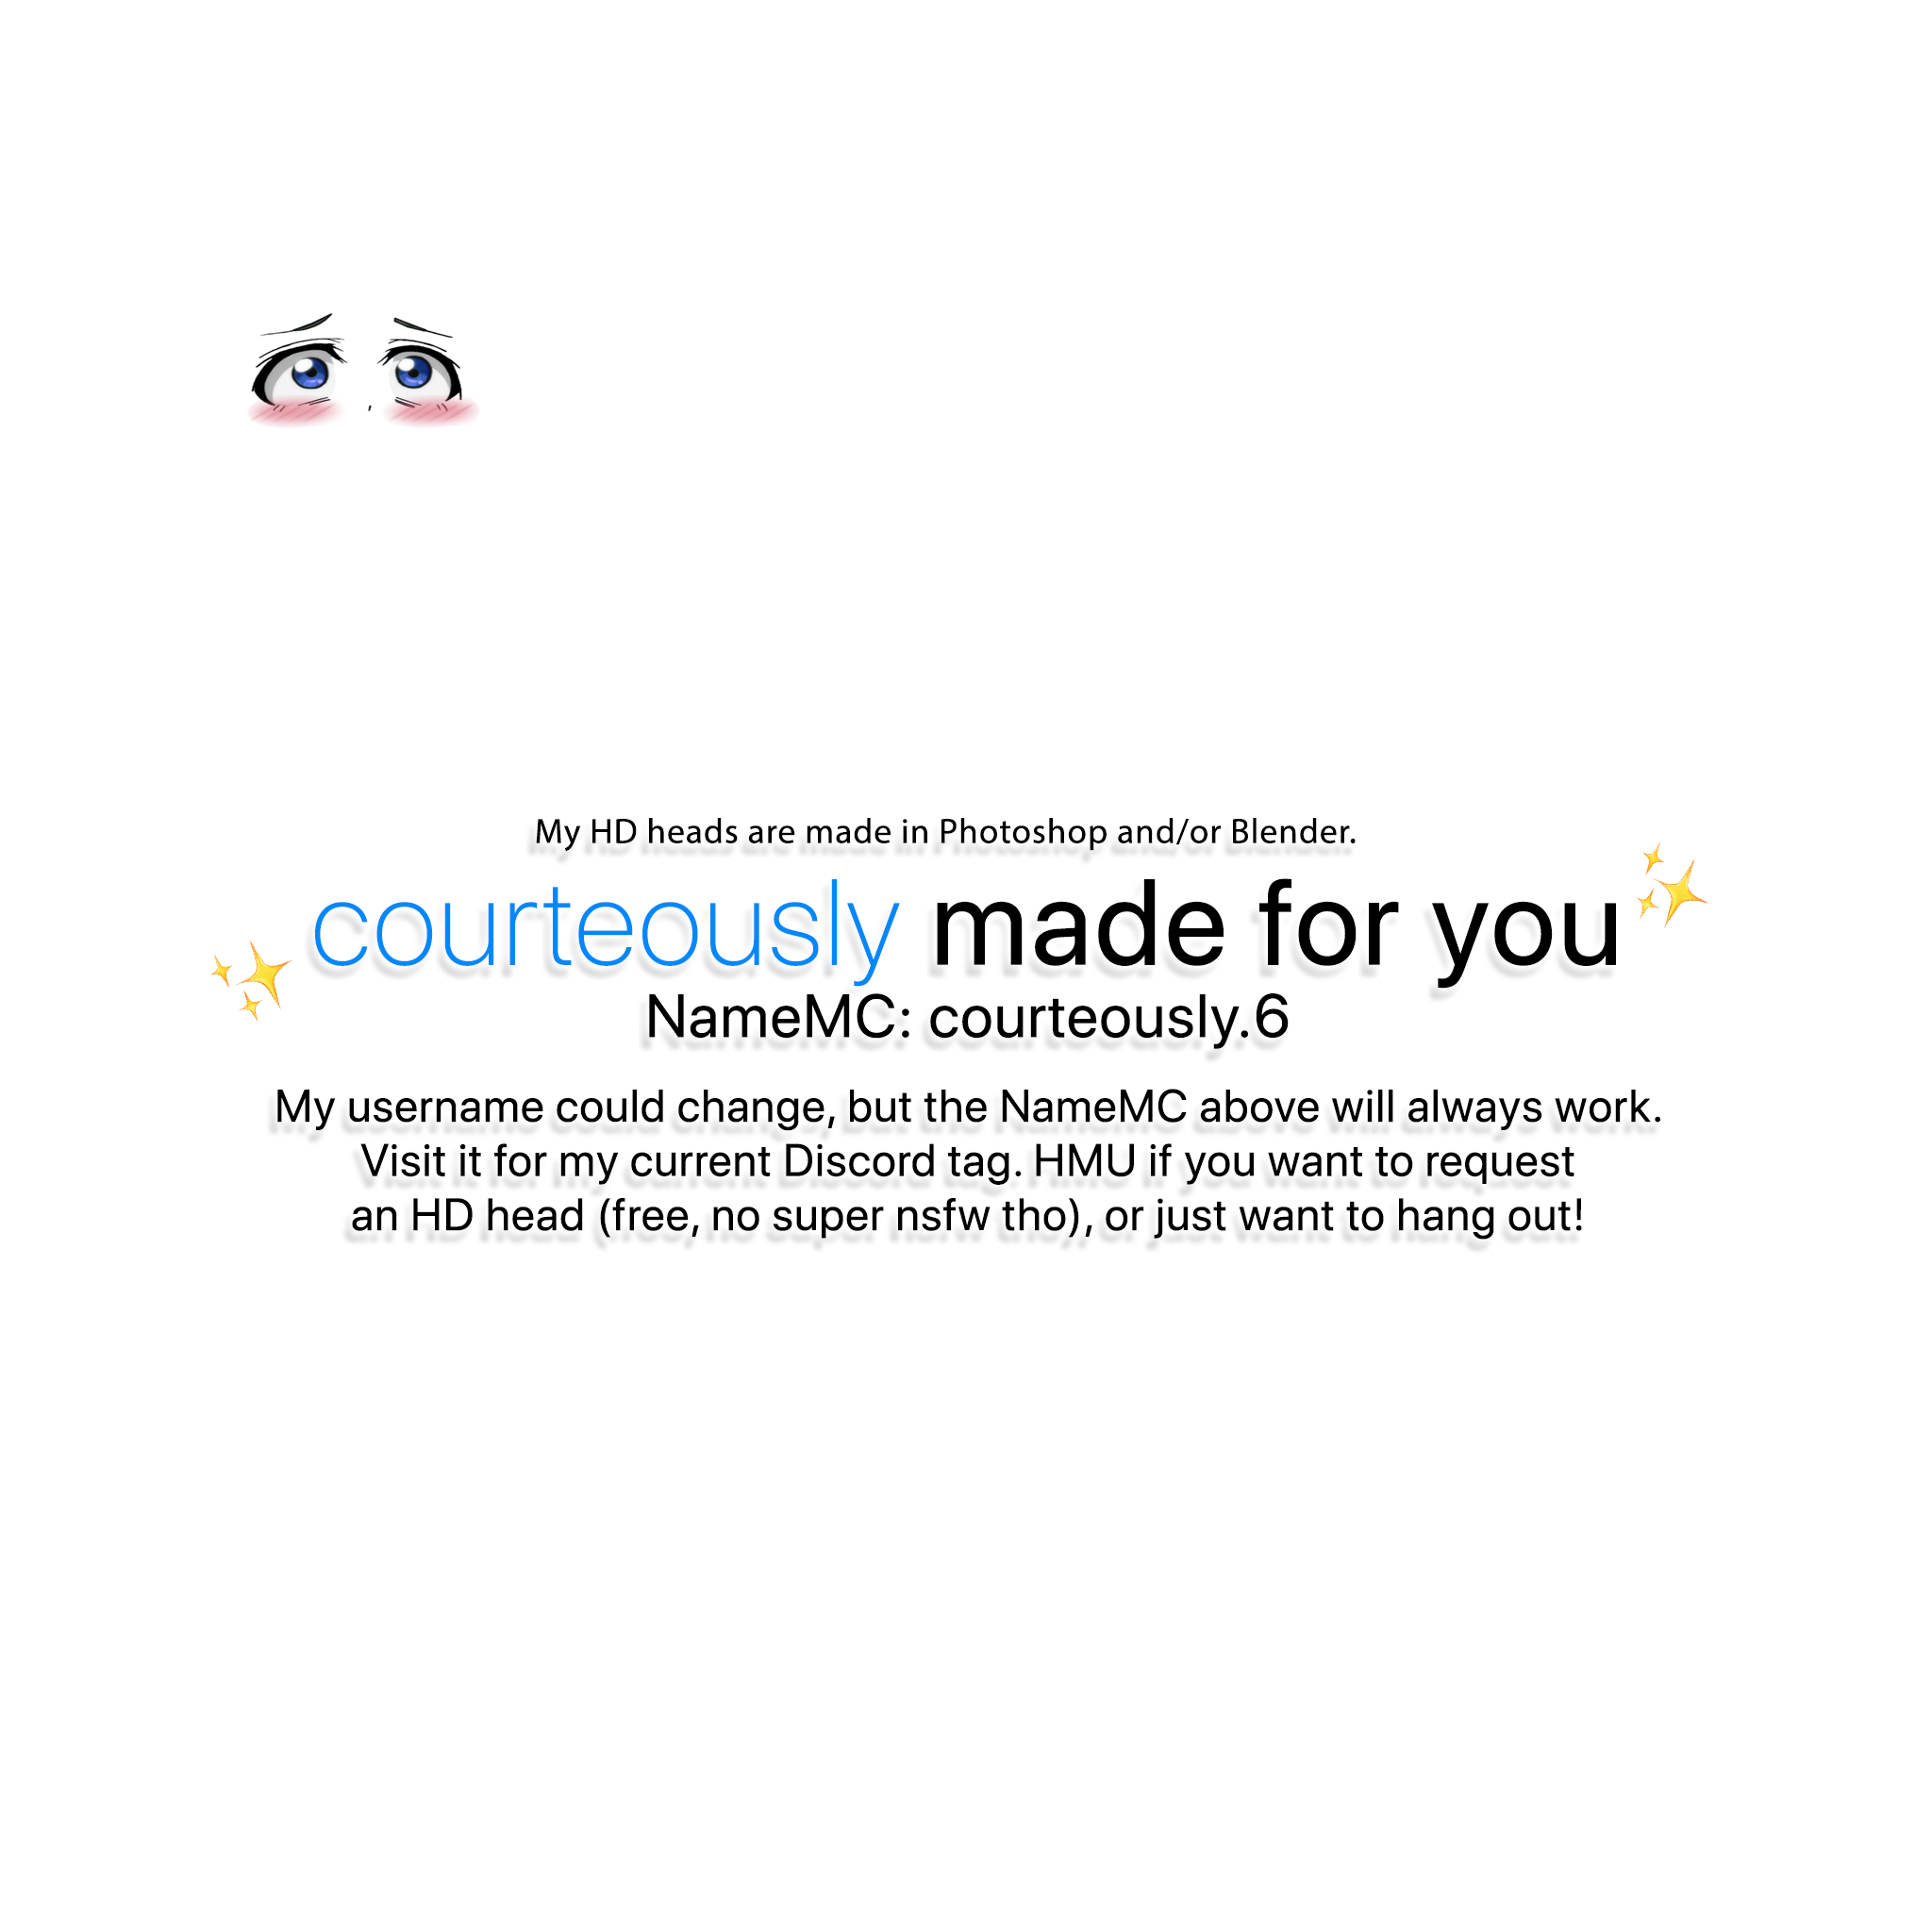 My HD heads are made in Photoshop and/or Blender.
courteously made for you
NameMC: courteously.6
My username could change, but the NameMC above will always work.
Visit it for my current Discord tag. HMU if you want to request
an HD head (free, no super nsfw tho), or just want to hang out!